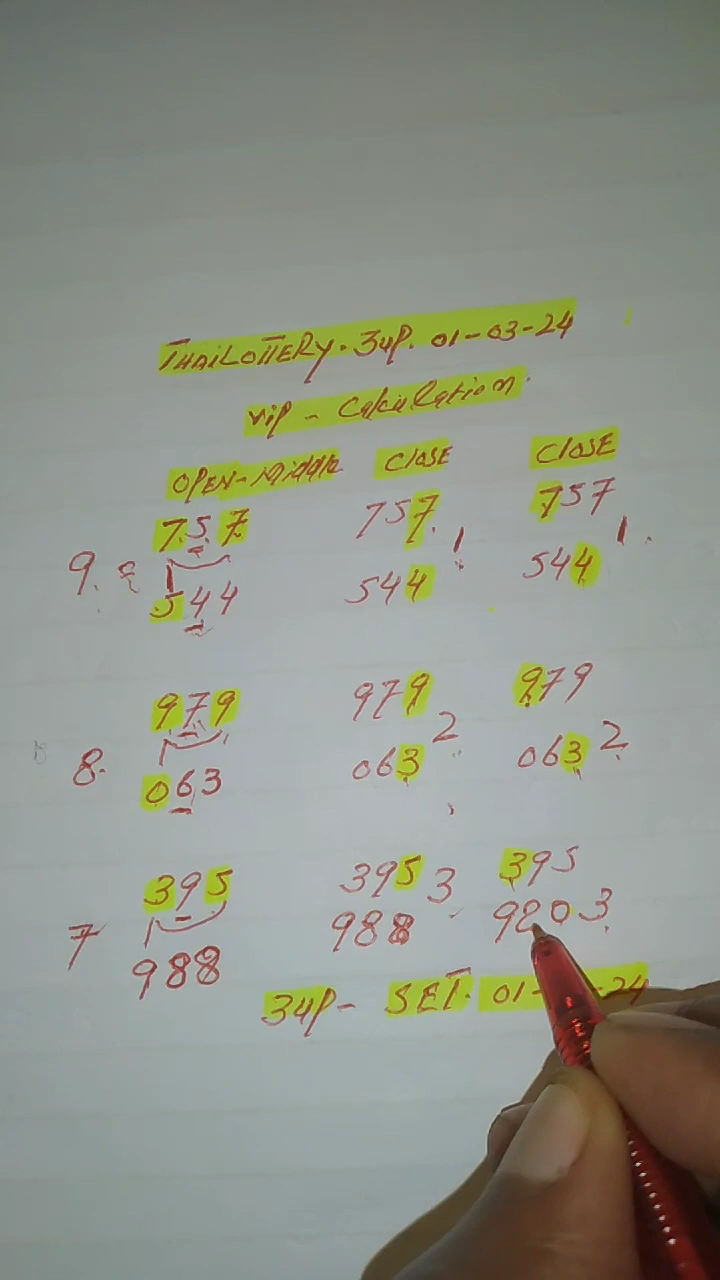 THAILOTTERY. 3UP. 01-03-24
VIP - Calculation.
OPEN-Middle CLOSE CLOSE
757 757 757
9. 1 1.
544 544 544
979 979 979
8. 2 2.
063 063 063
395 395 3 395
7 988 988 9803
3UP- SET. 01- -24